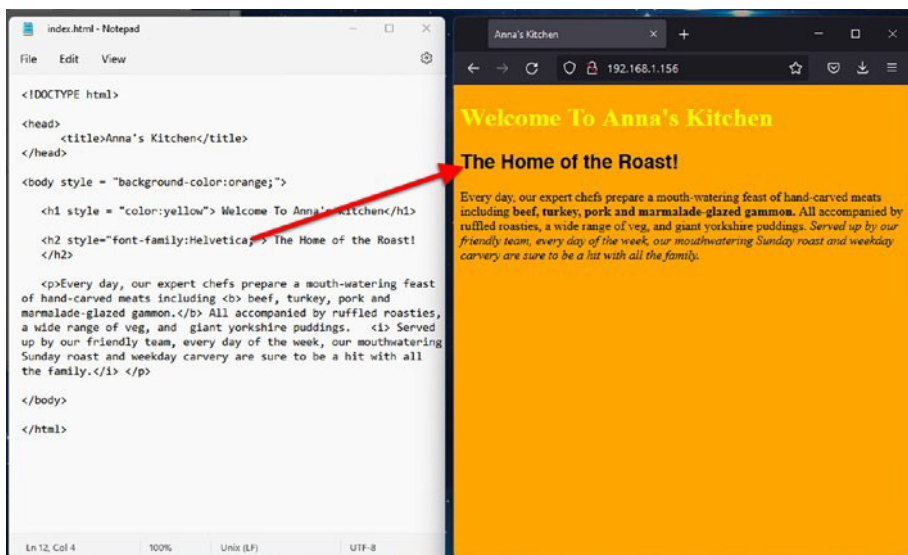 index.html - Notepad
File Edit View
<!DOCTYPE html>
<head>
<title>Anna's Kitchen</title>
</head>
<body style = "background-color:orange;">
<h1 style = "color:yellow"> Welcome To Anna's Kitchen</h1>
<h2 style="font-family:Helvetica;"> The Home of the Roast!
</h2>
<p>Every day, our expert chefs prepare a mouth-watering feast
of hand-carved meats including <b> beef, turkey, pork and
marmalade-glazed gammon.</b> All accompanied by ruffled roasties,
a wide range of veg, and giant yorkshire puddings. <i> Served
up by our friendly team, every day of the week, our mouthwatering
Sunday roast and weekday carvery are sure to be a hit with all
the family.</i> </p>
</body>
</html>
Ln 12, Col 4 100% Unix (LF) UTF-8
Anna's Kitchen
192.168.1.156
Welcome To Anna's Kitchen
The Home of the Roast!
Every day, our expert chefs prepare a mouth-watering feast of hand-carved meats
including beef, turkey, pork and marmalade-glazed gammon. All accompanied by
ruffled roasties, a wide range of veg, and giant yorkshire puddings. Served up by our
friendly team, every day of the week, our mouthwatering Sunday roast and weekday
carvery are sure to be a hit with all the family.